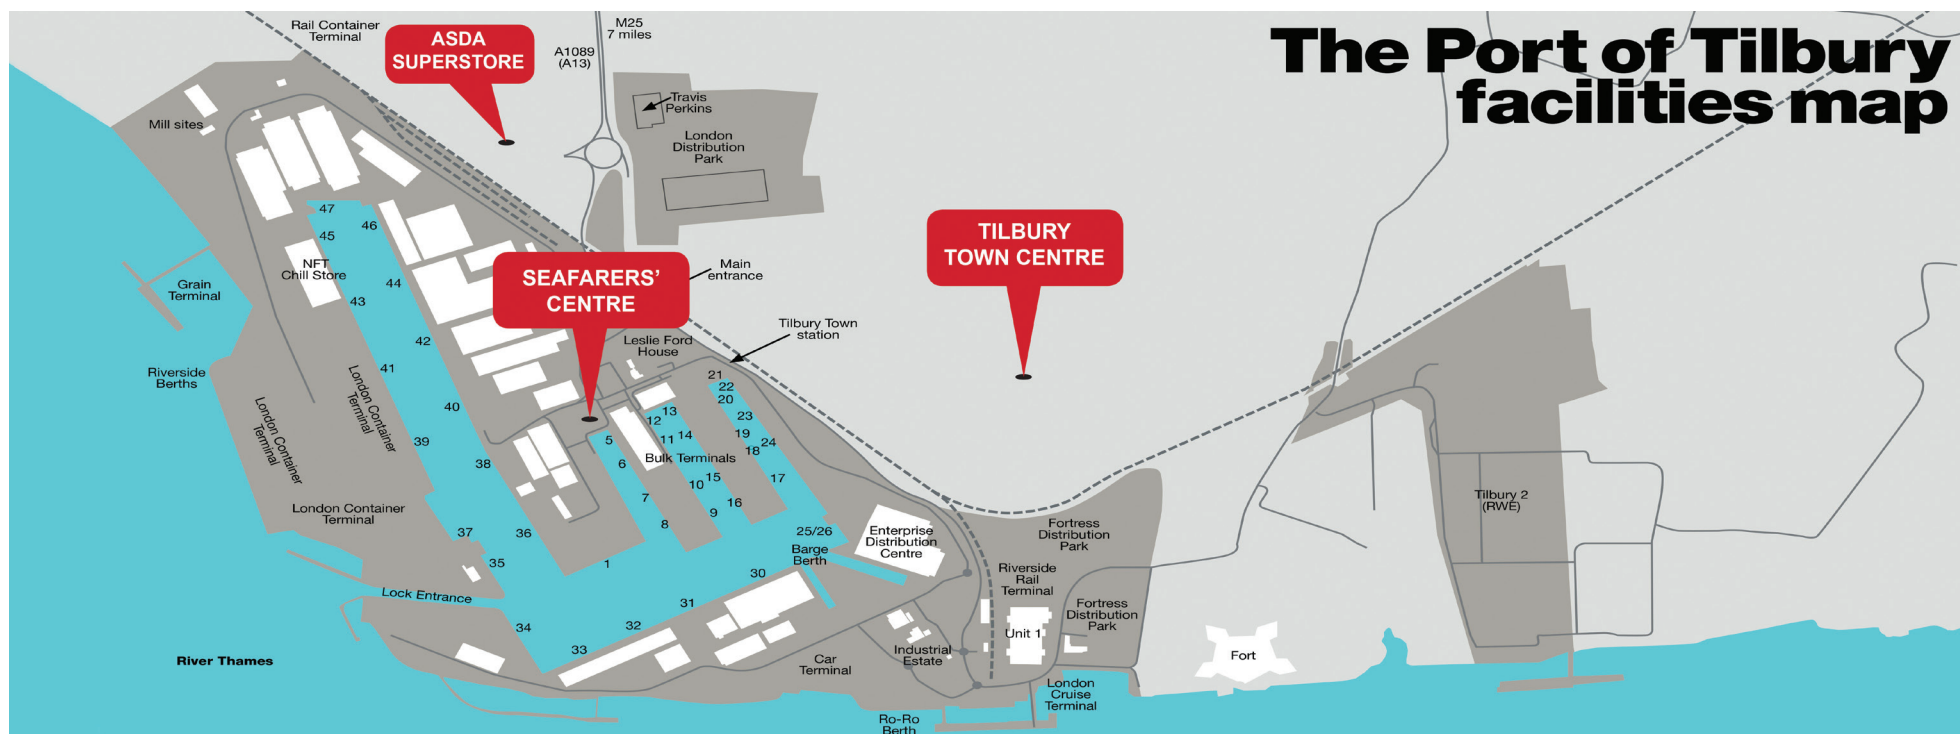 The Port of Tilbury
facilities map
Rail Container
Terminal
ASDA
SUPERSTORE
M25
7 miles
A1089
(A13)
Travis
Perkins
London
Distribution
Park
Mill sites
47
46
45
NFT
Chill Store
44
43
42
41
40
39
38
37
36
35
34
Grain
Terminal
Riverside
Berths
London Container
Terminal
London Container
Terminal
London Container
Terminal
SEAFARERS’
CENTRE
Main
entrance
TILBURY
TOWN CENTRE
Tilbury Town
station
Leslie Ford
House
21
22
20
23
19
24
18
17
13
12
14
11
Bulk Terminals
15
10
16
9
5
6
7
8
1
25/26
Barge
Berth
30
31
32
33
Enterprise
Distribution
Centre
Lock Entrance
River Thames
Car
Terminal
Industrial
Estate
Ro-Ro
Berth
Fortress
Distribution
Park
Riverside
Rail
Terminal
Fortress
Distribution
Park
Unit 1
London
Cruise
Terminal
Fort
Tilbury 2
(RWE)